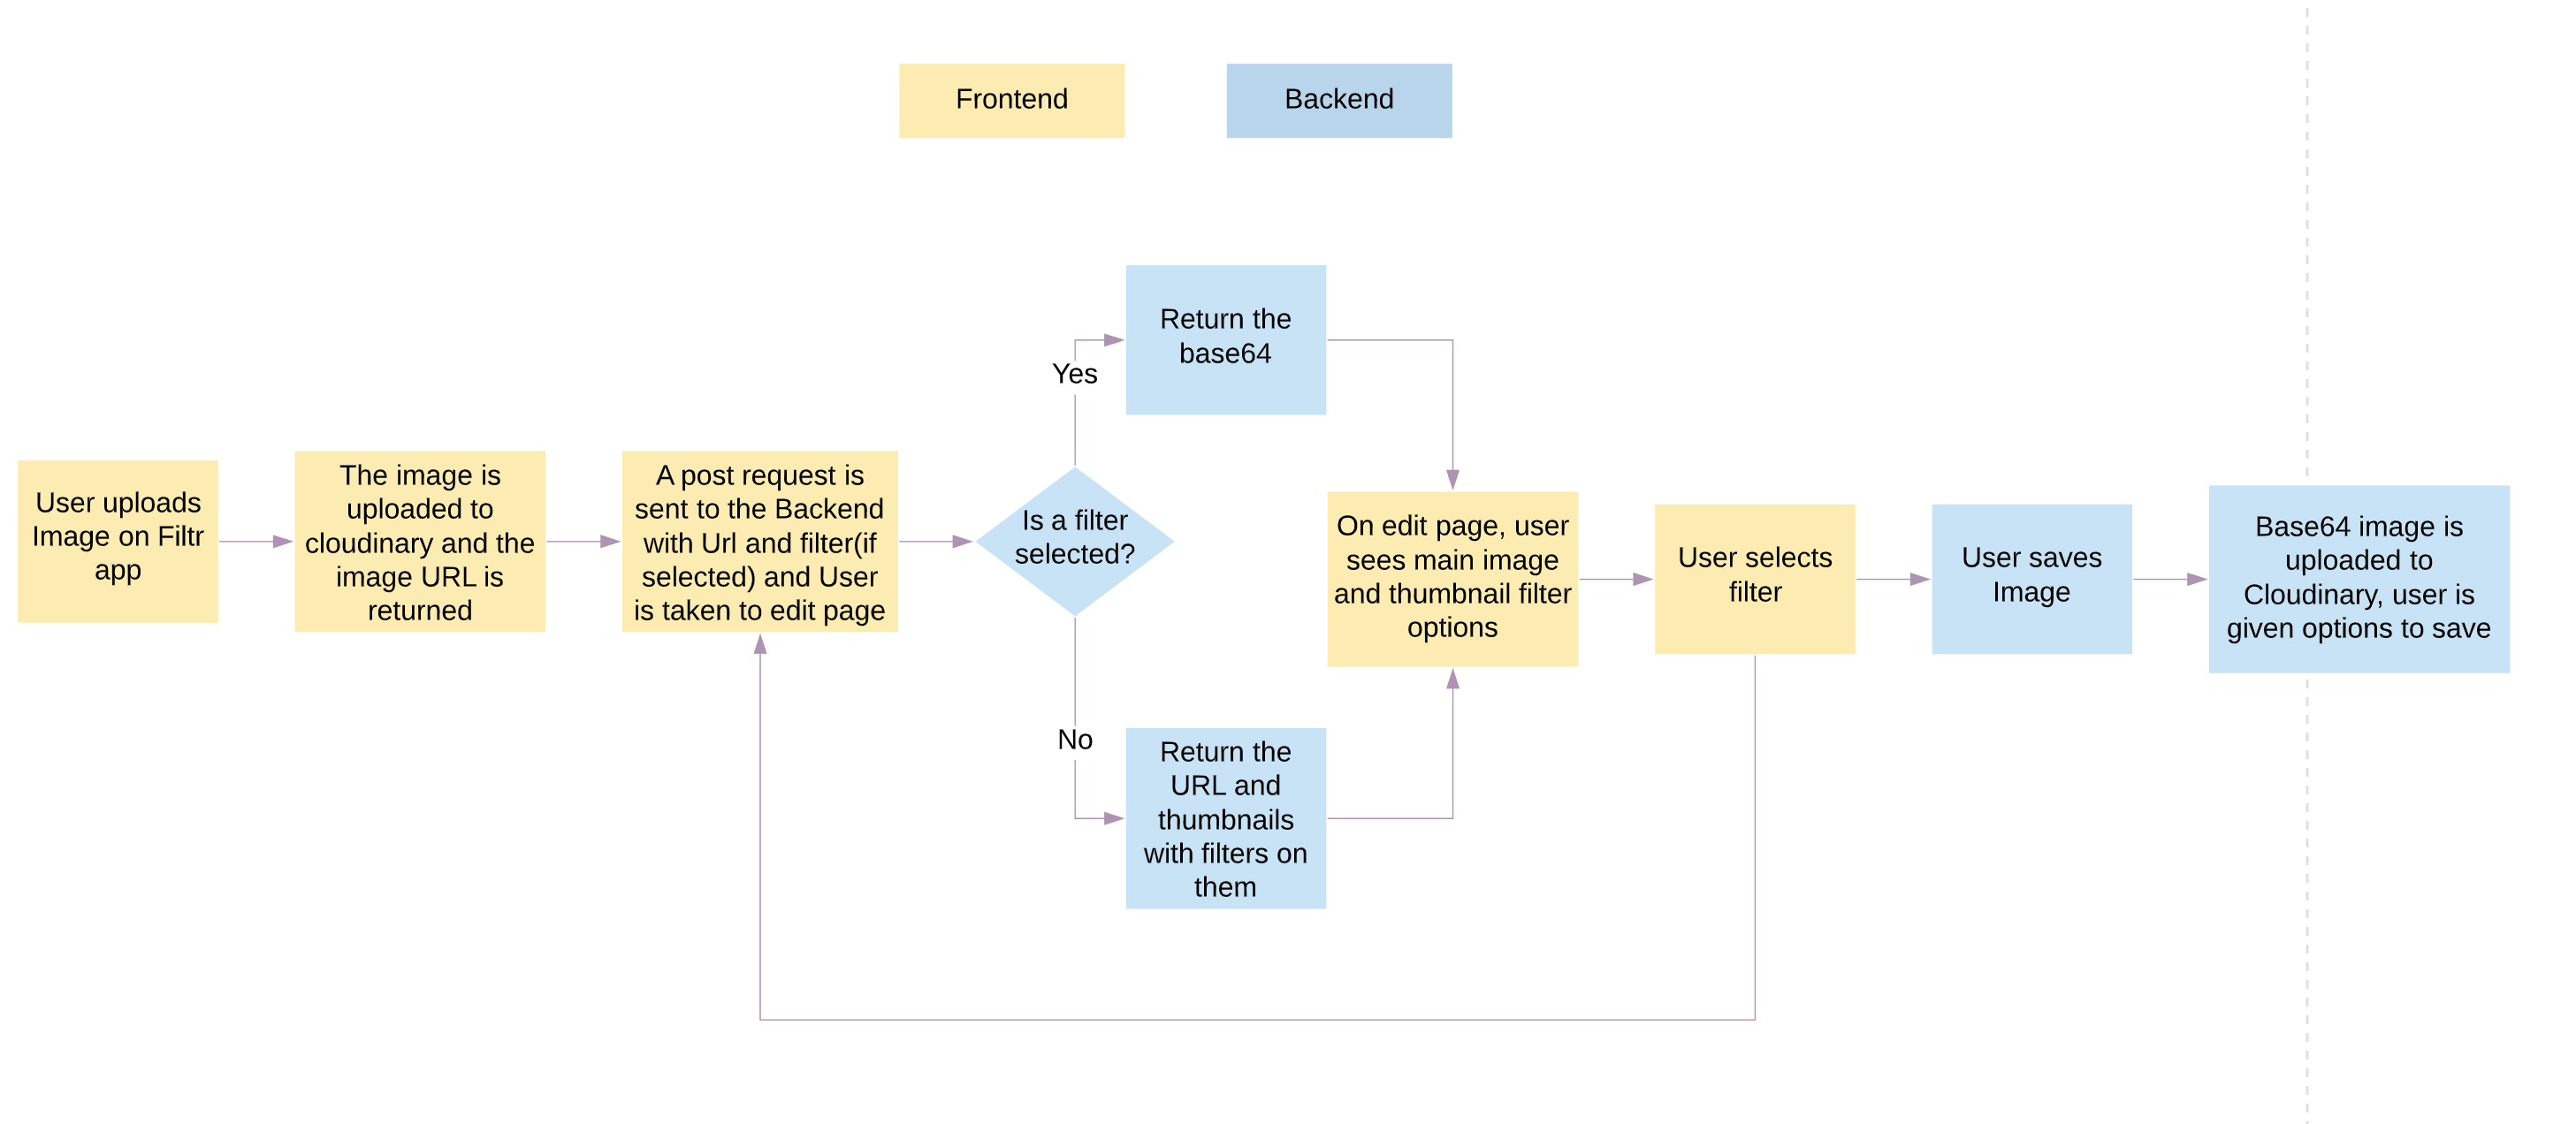 Frontend
Backend
User uploads
Image on Filtr
app
The image is
uploaded to
cloudinary and the
image URL is
returned
A post request is
sent to the Backend
with Url and filter(if
selected) and User
is taken to edit page
Is a filter
selected?
Yes
Return the
base64
No
Return the
URL and
thumbnails
with filters on
them
On edit page, user
sees main image
and thumbnail filter
options
User selects
filter
User saves
Image
Base64 image is
uploaded to
Cloudinary, user is
given options to save